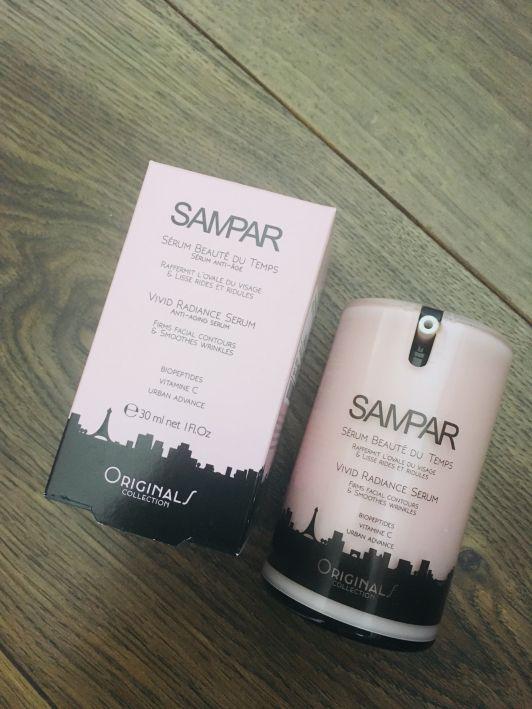 SAMPAR
SÉRUM BEAUTÉ DU TEMPS
SÉRUM ANTI-ÂGE
RAFFERMIT L'OVALE DU VISAGE
& LISSE RIDES ET RIDULES
VIVID RADIANCE SERUM
ANTI-AGING SERUM
FIRMS FACIAL CONTOURS
& SMOOTHES WRINKLES
BIOPEPTIDES
VITAMINE C
URBAN ADVANCE
℮ 30 ml net 1 Fl.Oz
ORIGINALS
COLLECTION
SAMPAR
SÉRUM BEAUTÉ DU TEMPS
RAFFERMIT L'OVALE DU VISAGE
& LISSE RIDES ET RIDULES
VIVID RADIANCE SERUM
FIRMS FACIAL CONTOURS
& SMOOTHES WRINKLES
BIOPEPTIDES
VITAMINE C
URBAN ADVANCE
ORIGINALS
COLLECTION